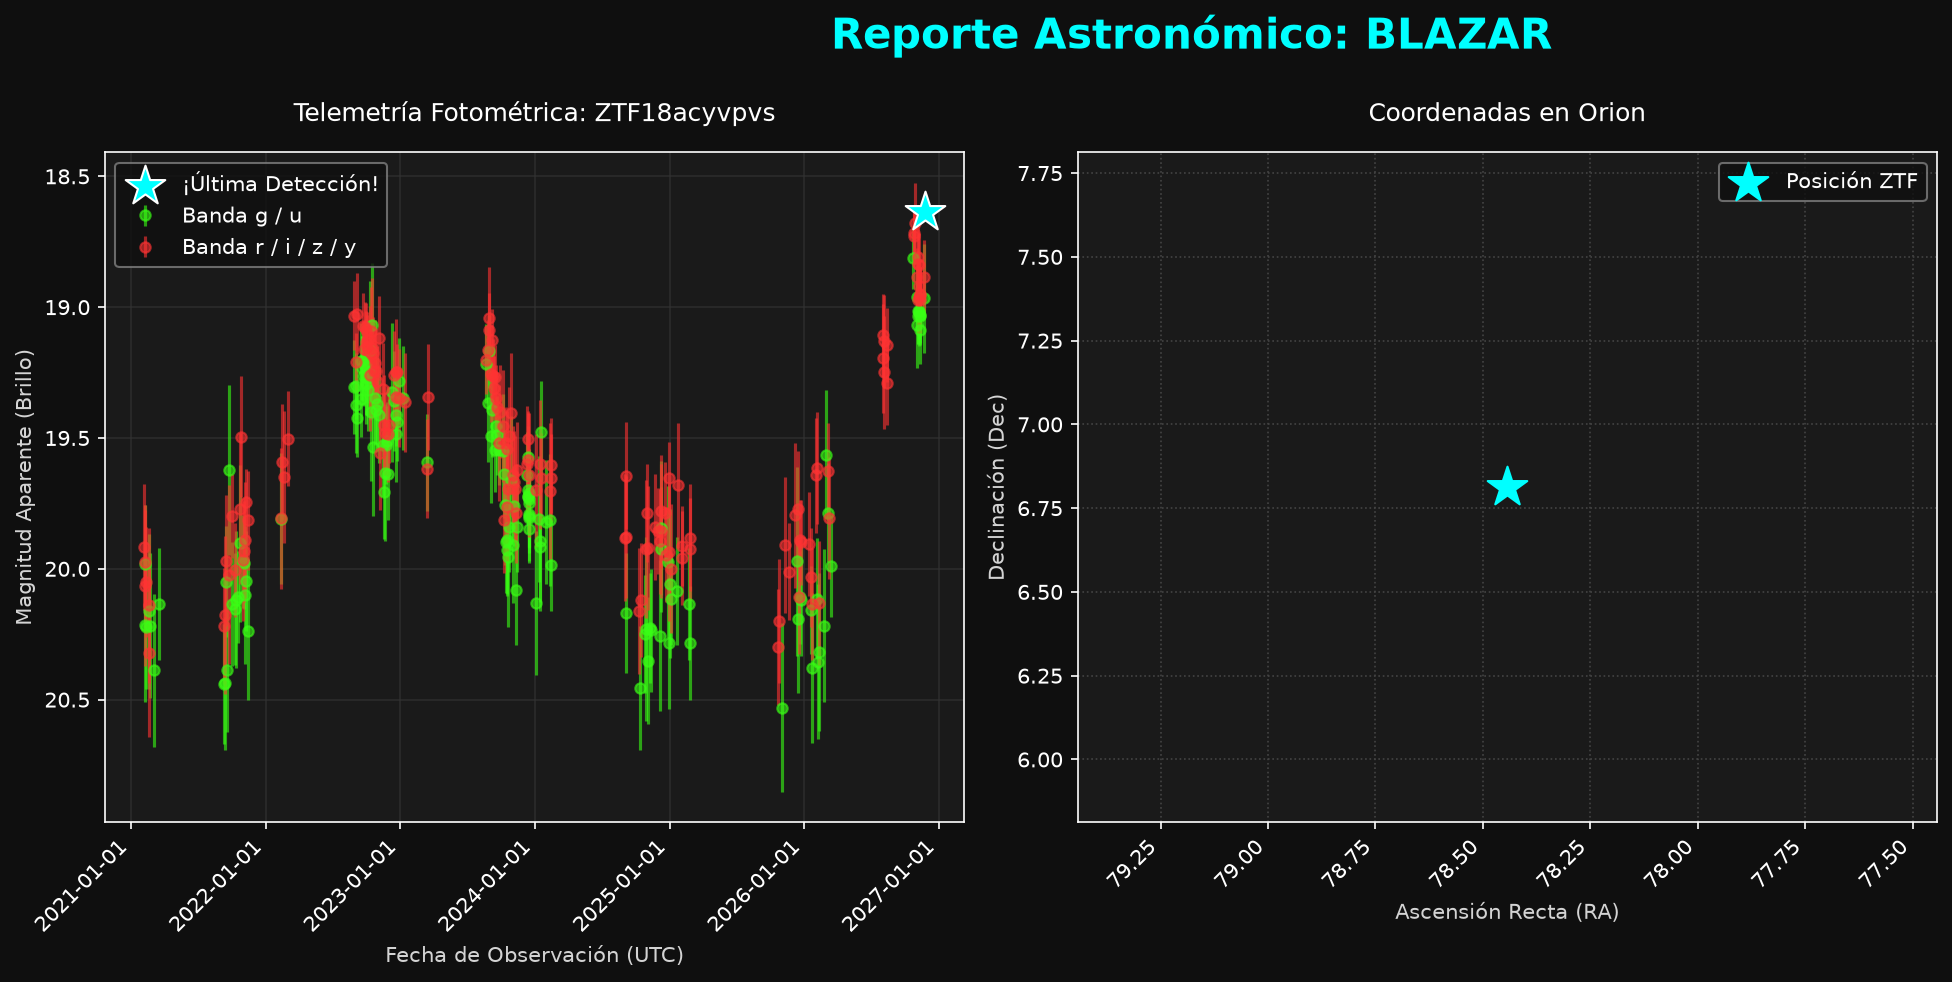 Reporte Astronómico: BLAZAR
Telemetría Fotométrica: ZTF18acyvpvs
¡Última Detección!
Banda g / u
Banda r / i / z / y
Magnitud Aparente (Brillo)
18.5
19.0
19.5
20.0
20.5
2021-01-01
2022-01-01
2023-01-01
2024-01-01
2025-01-01
2026-01-01
2027-01-01
Fecha de Observación (UTC)
Coordenadas en Orion
Posición ZTF
Declinación (Dec)
7.75
7.50
7.25
7.00
6.75
6.50
6.25
6.00
79.25
79.00
78.75
78.50
78.25
78.00
77.75
77.50
Ascensión Recta (RA)